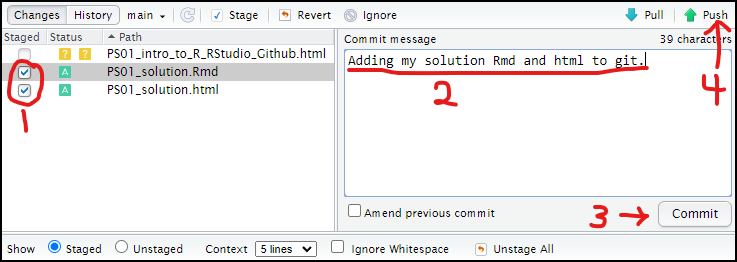 Changes History main Stage Revert Ignore Pull Push
Staged Status Path
? ? PS01_intro_to_R_RStudio_Github.html
A PS01_solution.Rmd
A PS01_solution.html
1
Commit message 39 characters
Adding my solution Rmd and html to git.
2
4
Amend previous commit
3 Commit
Show Staged Unstaged Context 5 lines Ignore Whitespace Unstage All